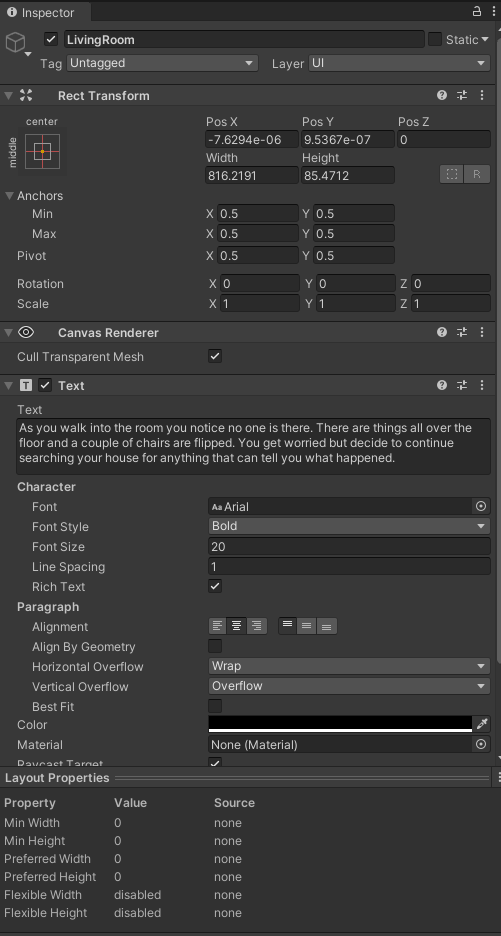 Inspector
LivingRoom Static
Tag Untagged Layer UI
Rect Transform
center
middle
Pos X Pos Y Pos Z
-7.6294e-06 9.5367e-07 0
Width Height
816.2191 85.4712
R
Anchors
Min X 0.5 Y 0.5
Max X 0.5 Y 0.5
Pivot X 0.5 Y 0.5
Rotation X 0 Y 0 Z 0
Scale X 1 Y 1 Z 1
Canvas Renderer
Cull Transparent Mesh
T Text
Text
As you walk into the room you notice no one is there. There are things all over the
floor and a couple of chairs are flipped. You get worried but decide to continue
searching your house for anything that can tell you what happened.
Character
Font Aa Arial
Font Style Bold
Font Size 20
Line Spacing 1
Rich Text
Paragraph
Alignment
Align By Geometry
Horizontal Overflow Wrap
Vertical Overflow Overflow
Best Fit
Color
Material None (Material)
Raycast Target
Layout Properties
Property Value Source
Min Width 0 none
Min Height 0 none
Preferred Width 0 none
Preferred Height 0 none
Flexible Width disabled none
Flexible Height disabled none